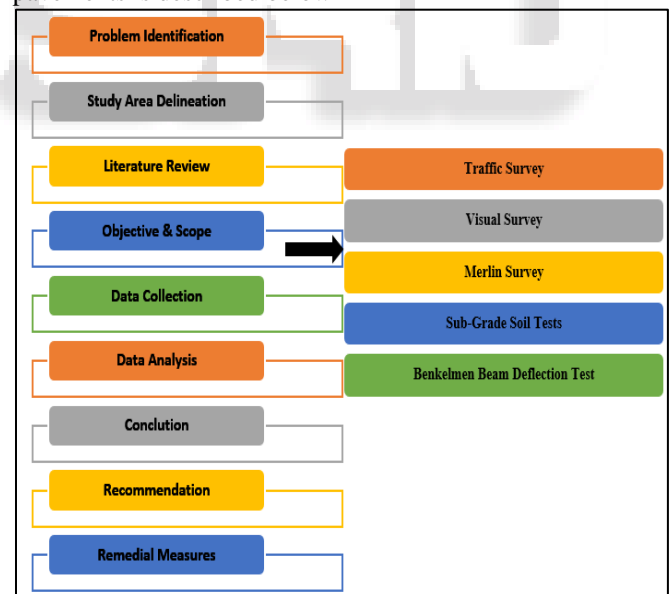 Problem Identification
Study Area Delineation
Literature Review
Objective & Scope
Data Collection
Data Analysis
Conclution
Recommendation
Remedial Measures
Traffic Survey
Visual Survey
Merlin Survey
Sub-Grade Soil Tests
Benkelmen Beam Deflection Test